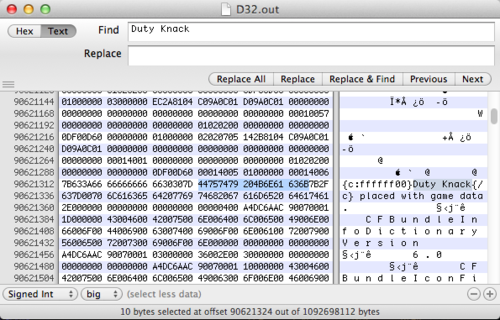 D32.out
Hex Text Find Duty Knack
Replace
Replace All Replace Replace & Find Previous Next
90621144 01000000 03000000 EC2A8104 C09A0C01 D09A0C01 00000000 Ï*Å ¿ö -ö
90621168 00000000 00000000 00000000 00000000 00000000 00010057 W
90621192 00000000 00000000 00000000 01020200 00000000 00000000
90621216 0DF00D60 00000000 00000000 02020705 142B8104 C09A0C01 ` +Å ¿ö
90621240 D09A0C01 00000000 00000000 00000000 00000000 00000000 -ö
90621264 00000000 00014001 00000000 00000000 00000000 01020200 @
90621288 00000000 00000000 0DF00D60 00014005 01000000 00014006 ` @ @
90621312 7B633A66 66666666 6630307D 44757479 204B6E61 636B7B2F {c:ffffff00}Duty Knack{/
90621336 637D0070 6C616365 64207769 74682067 616D6520 64617461 c} placed with game data
90621360 2E000000 00000000 00000000 00000000 A4DC6AAC 90070001 . §‹j¨ê
90621384 1D000000 43004600 42007500 6E006400 6C006500 49006E00 C F B u n d l e I n
90621408 66006F00 44006900 63007400 69006F00 6E006100 72007900 f o D i c t i o n a r y
90621432 56006500 72007300 69006F00 6E000000 00000000 00000000 V e r s i o n
90621456 A4DC6AAC 90070001 03000000 36002E00 30000000 00000000 §‹j¨ê 6 . 0
90621480 00000000 00000000 A4DC6AAC 90070001 10000000 43004600 §‹j¨ê C F
90621504 42007500 6E006400 6C006500 49006300 6F006E00 46006900 B u n d l e I c o n F i
Signed Int big (select less data)
10 bytes selected at offset 90621324 out of 1092698112 bytes